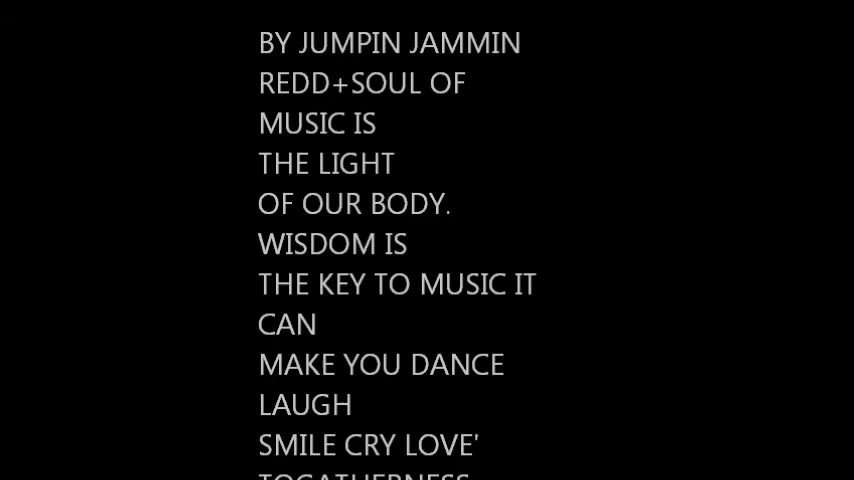 BY JUMPIN JAMMIN
REDD+SOUL OF
MUSIC IS
THE LIGHT
OF OUR BODY.
WISDOM IS
THE KEY TO MUSIC IT
CAN
MAKE YOU DANCE
LAUGH
SMILE CRY LOVE'
TOGATHERNESS